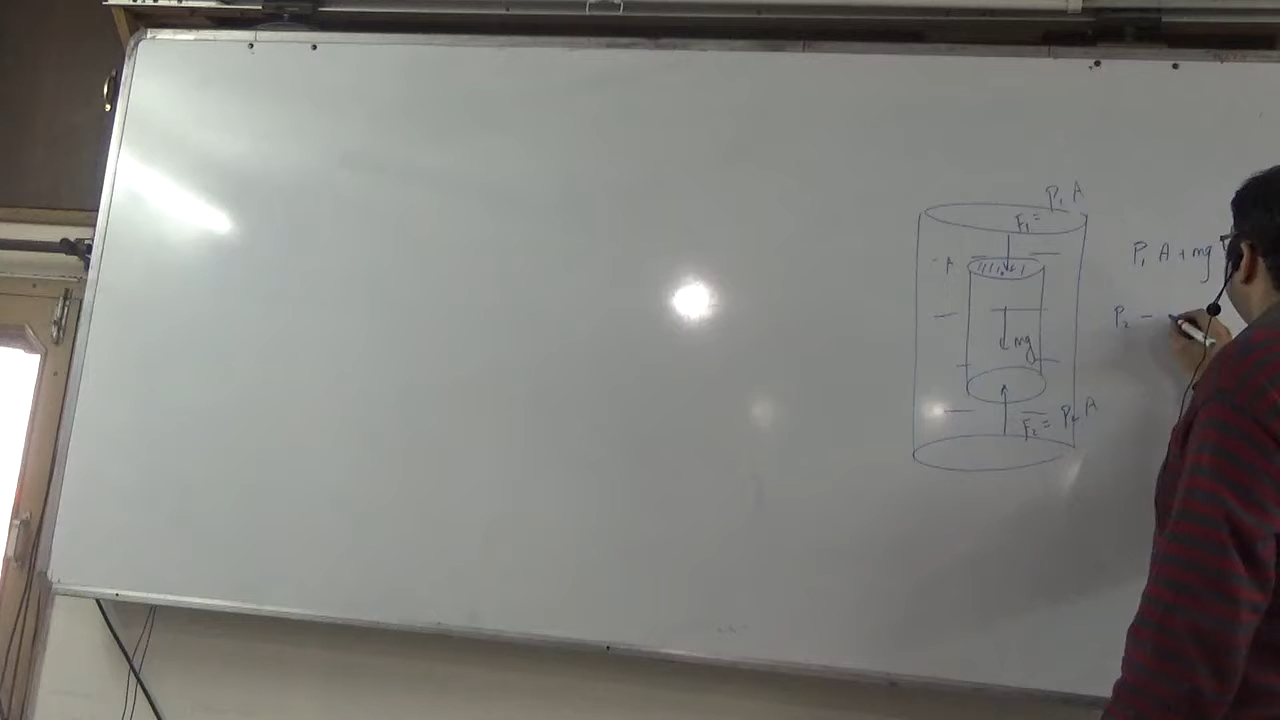 P₁ A
F₁ =
A
P₁ A + mg
P₂ -
mg
F₂ = P₂ A